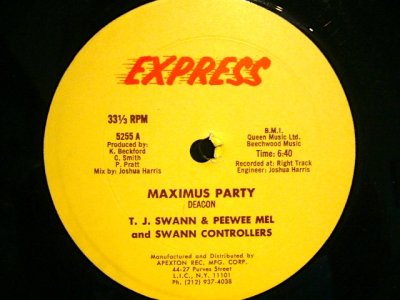 EXPRESS
33⅓ RPM
5255 A
Produced by:
K. Beckford
C. Smith
P. Pratt
Mix by: Joshua Harris
B.M.I.
Queen Music Ltd.
Beechwood Music
Time: 6:40
Recorded at: Right Track
Engineer: Joshua Harris
MAXIMUS PARTY
DEACON
T. J. SWANN & PEEWEE MEL
and SWANN CONTROLLERS
Manufactured and Distributed by
APEXTON REC. MFG. CORP.
44-27 Purves Street
L.I.C., N.Y. 11101
Ph: (212) 937-4038